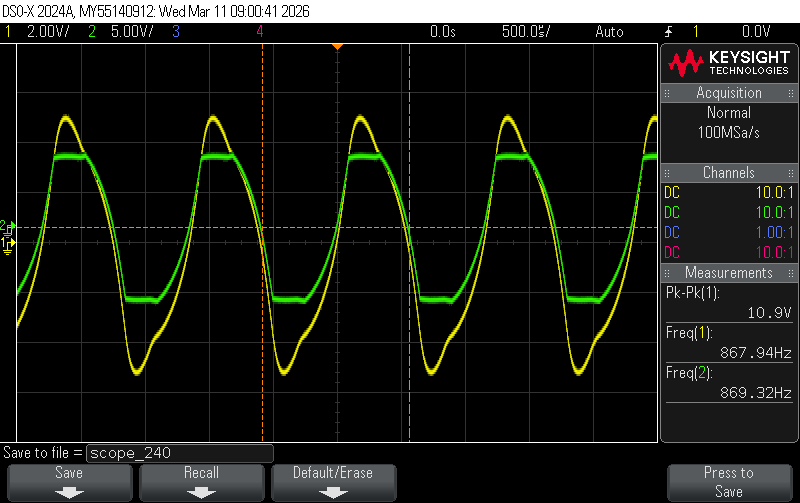 DSO-X 2024A, MY55140912: Wed Mar 11 09:00:41 2026
1 2.00V/ 2 5.00V/ 3 4 0.0s 500.0µs/ Auto 1 0.0V
KEYSIGHT
TECHNOLOGIES
Acquisition
Normal
100MSa/s
Channels
DC 10.0:1
DC 10.0:1
DC 1.00:1
DC 10.0:1
Measurements
Pk-Pk(1):
10.9V
Freq(1):
867.94Hz
Freq(2):
869.32Hz
2
1
Save to file = scope_240
Save Recall Default/Erase Press to
Save